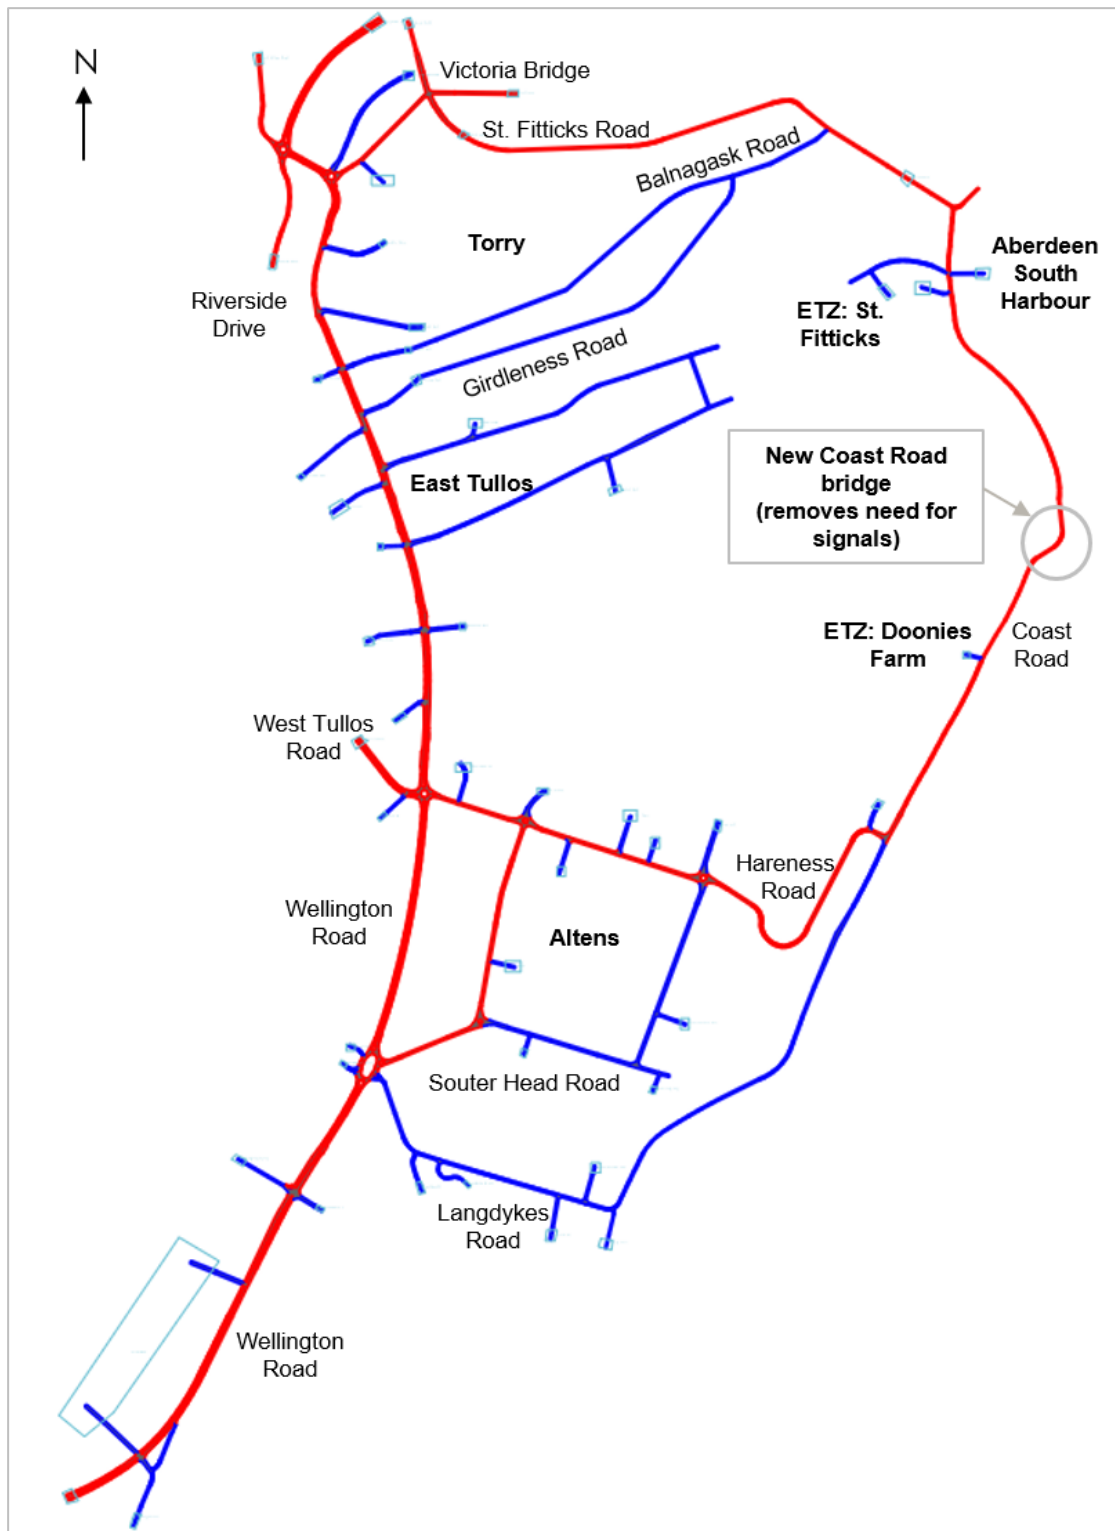 N
Victoria Bridge
St. Fitticks Road
Balnagask Road
Torry
Aberdeen
South
Harbour
Riverside
Drive
ETZ: St.
Fitticks
Girdleness Road
New Coast Road
bridge
(removes need for
signals)
East Tullos
ETZ: Doonies
Farm
Coast
Road
West Tullos
Road
Hareness
Road
Wellington
Road
Altens
Souter Head Road
Langdykes
Road
Wellington
Road